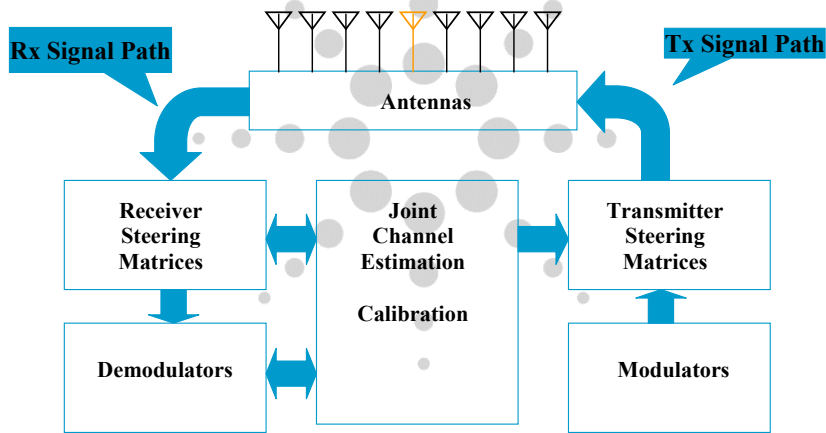 Rx Signal Path
Tx Signal Path
Antennas
Receiver
Steering
Matrices
Joint
Channel
Estimation
Calibration
Transmitter
Steering
Matrices
Demodulators
Modulators